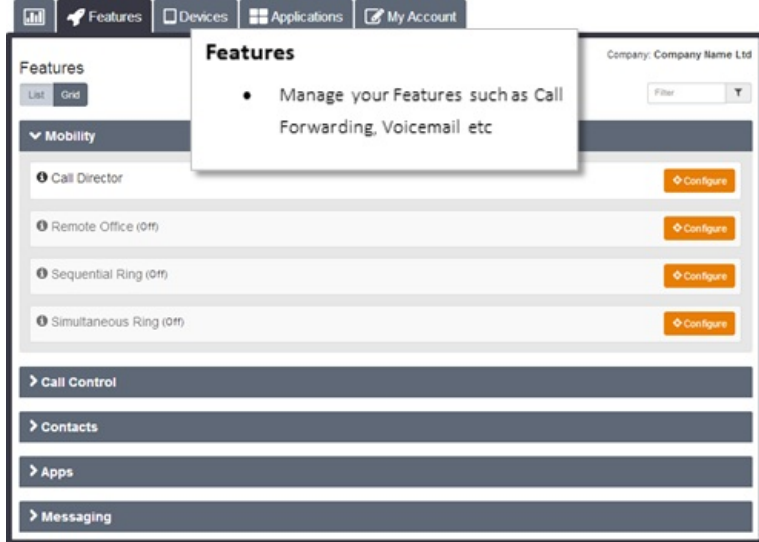 Features
Devices
Applications
My Account
Features
• Manage your Features such as Call
Forwarding, Voicemail etc
Company: Company Name Ltd
Features
List
Grid
Filter
Mobility
Call Director
Configure
Remote Office (Off)
Configure
Sequential Ring (Off)
Configure
Simultaneous Ring (Off)
Configure
Call Control
Contacts
Apps
Messaging